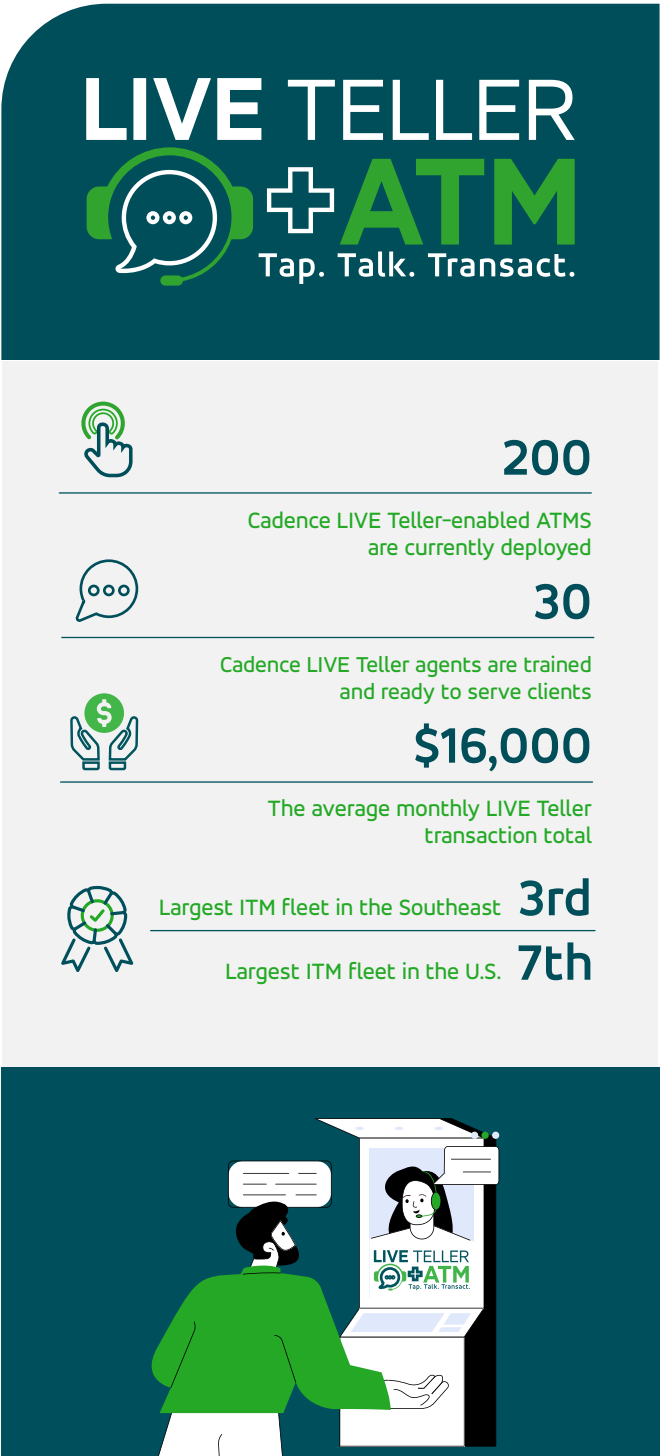 LIVE TELLER
+ATM
Tap. Talk. Transact.
200
Cadence LIVE Teller-enabled ATMS
are currently deployed
30
Cadence LIVE Teller agents are trained
and ready to serve clients
$
$16,000
The average monthly LIVE Teller
transaction total
Largest ITM fleet in the Southeast 3rd
Largest ITM fleet in the U.S. 7th
LIVE TELLER
+ATM
Tap. Talk. Transact.